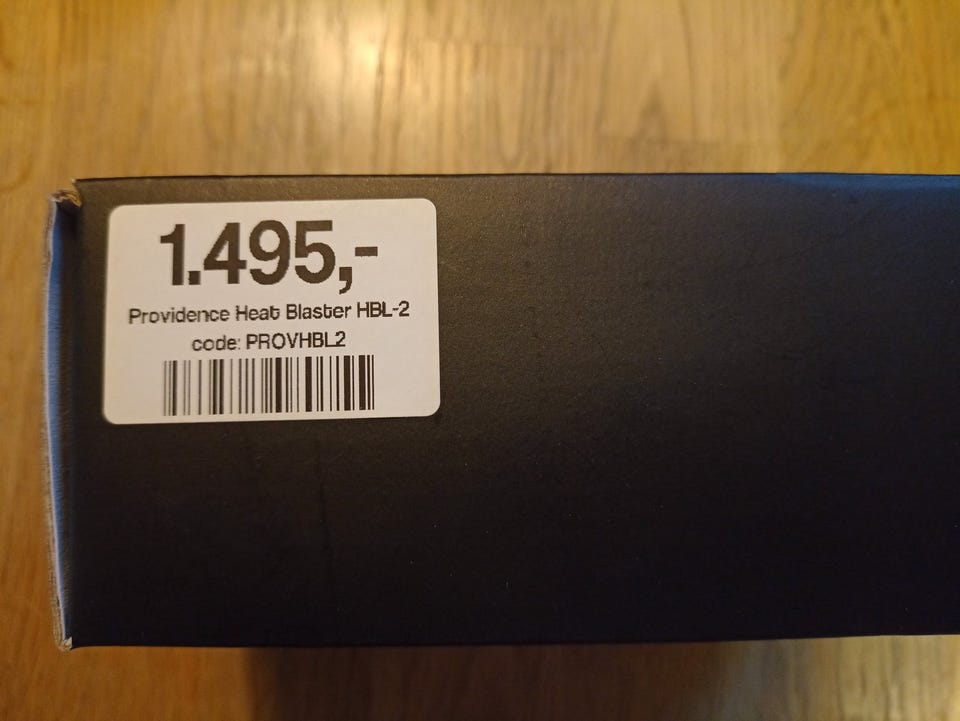 1.495,-
Providence Heat Blaster HBL-2
code: PROVHBL2